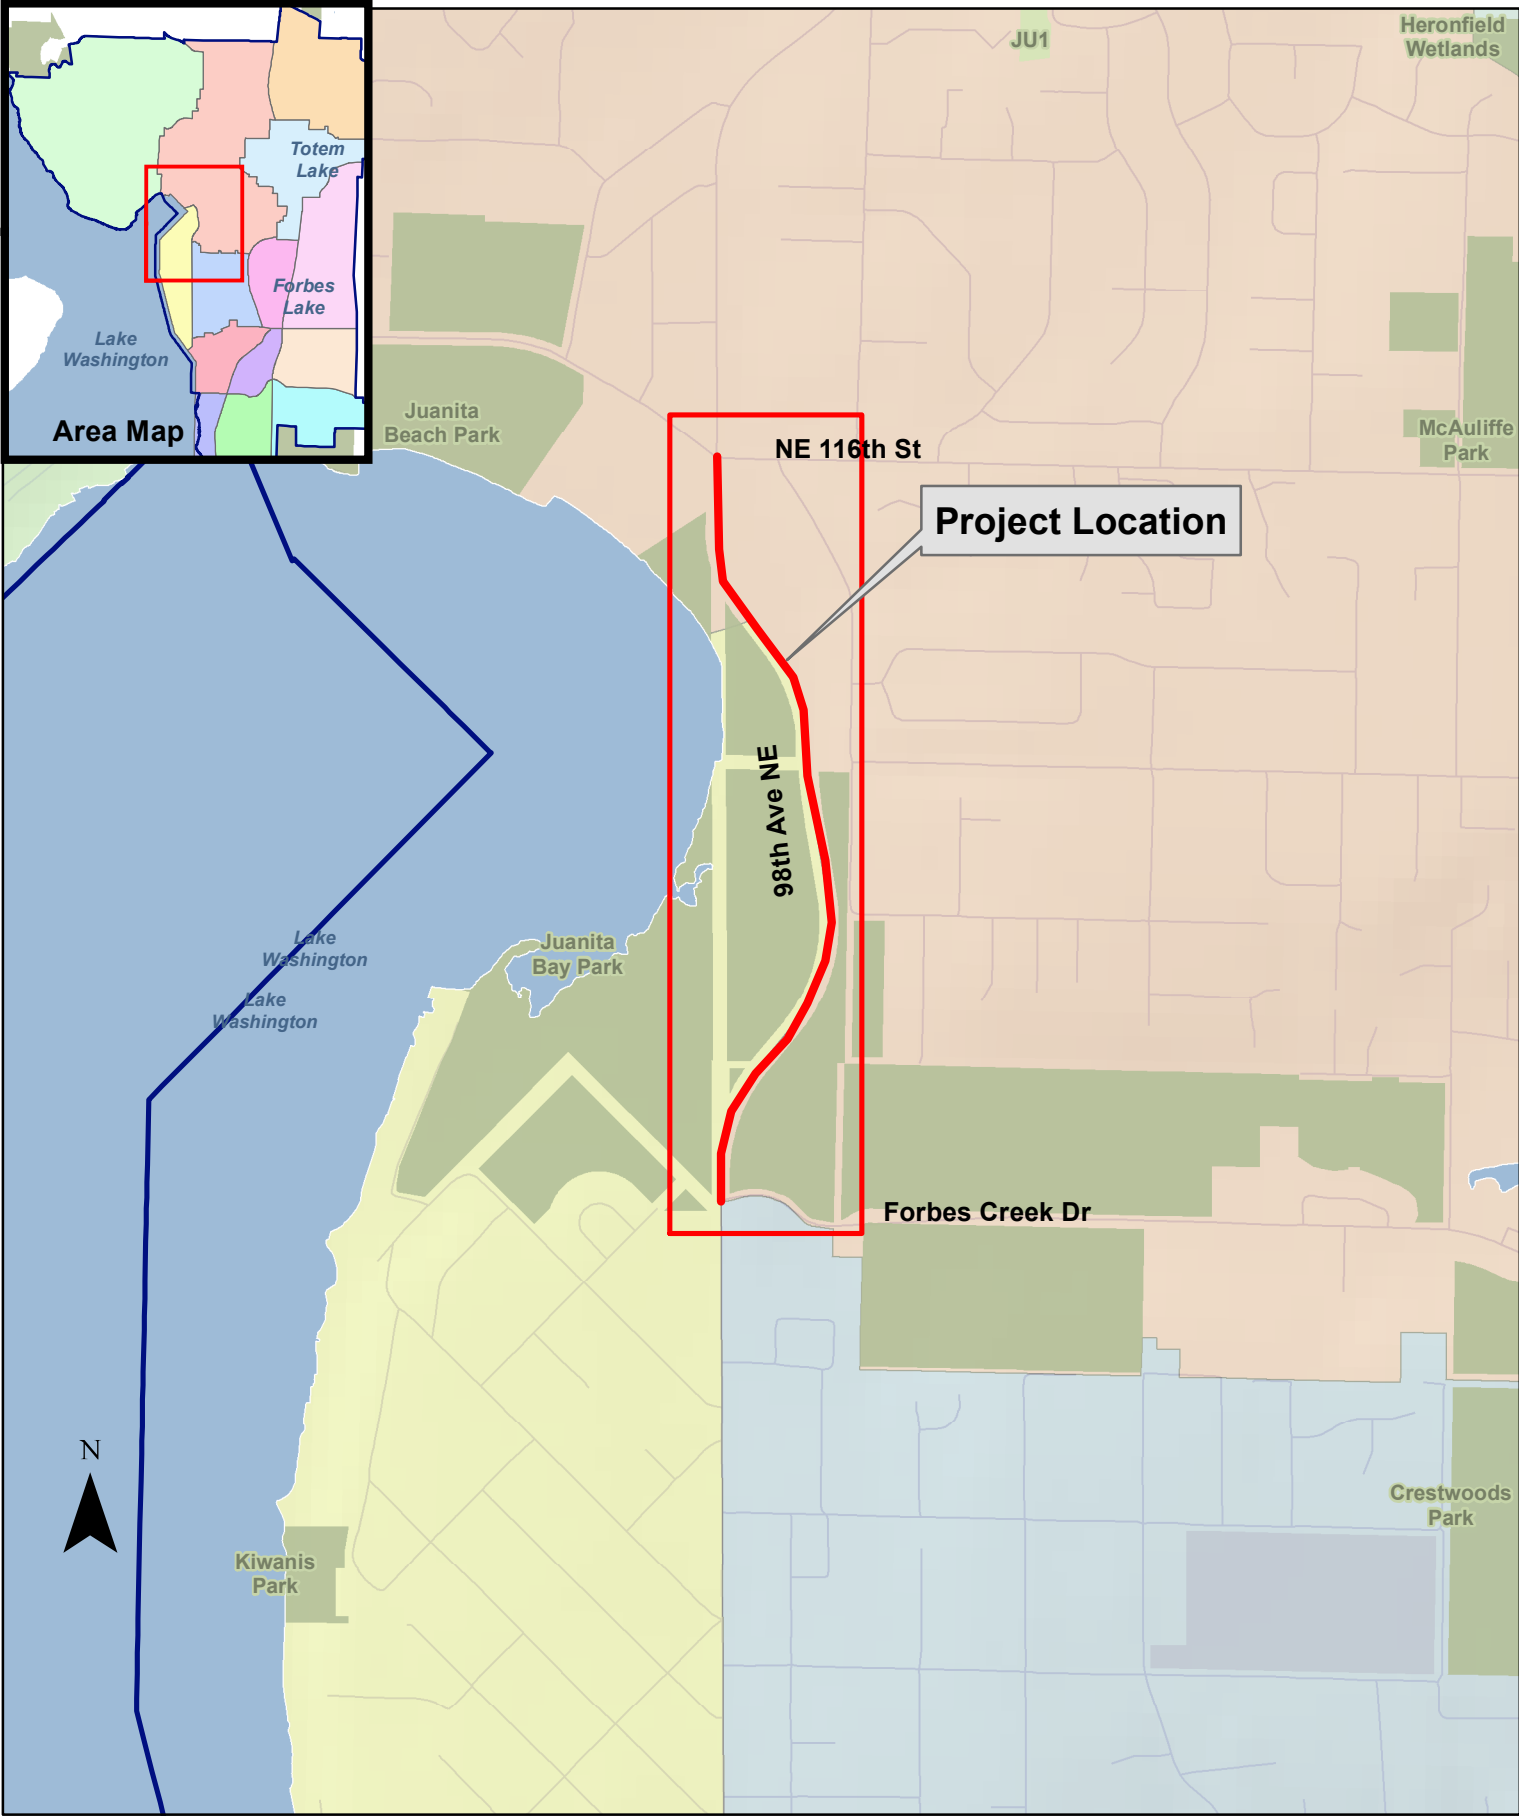 Totem
Lake
Forbes
Lake
Lake
Washington
Area Map
JU1
Heronfield
Wetlands
Juanita
Beach Park
McAuliffe
Park
NE 116th St
Project Location
98th Ave NE
Lake
Washington
Lake
Washington
Juanita
Bay Park
Forbes Creek Dr
N
Kiwanis
Park
Crestwoods
Park